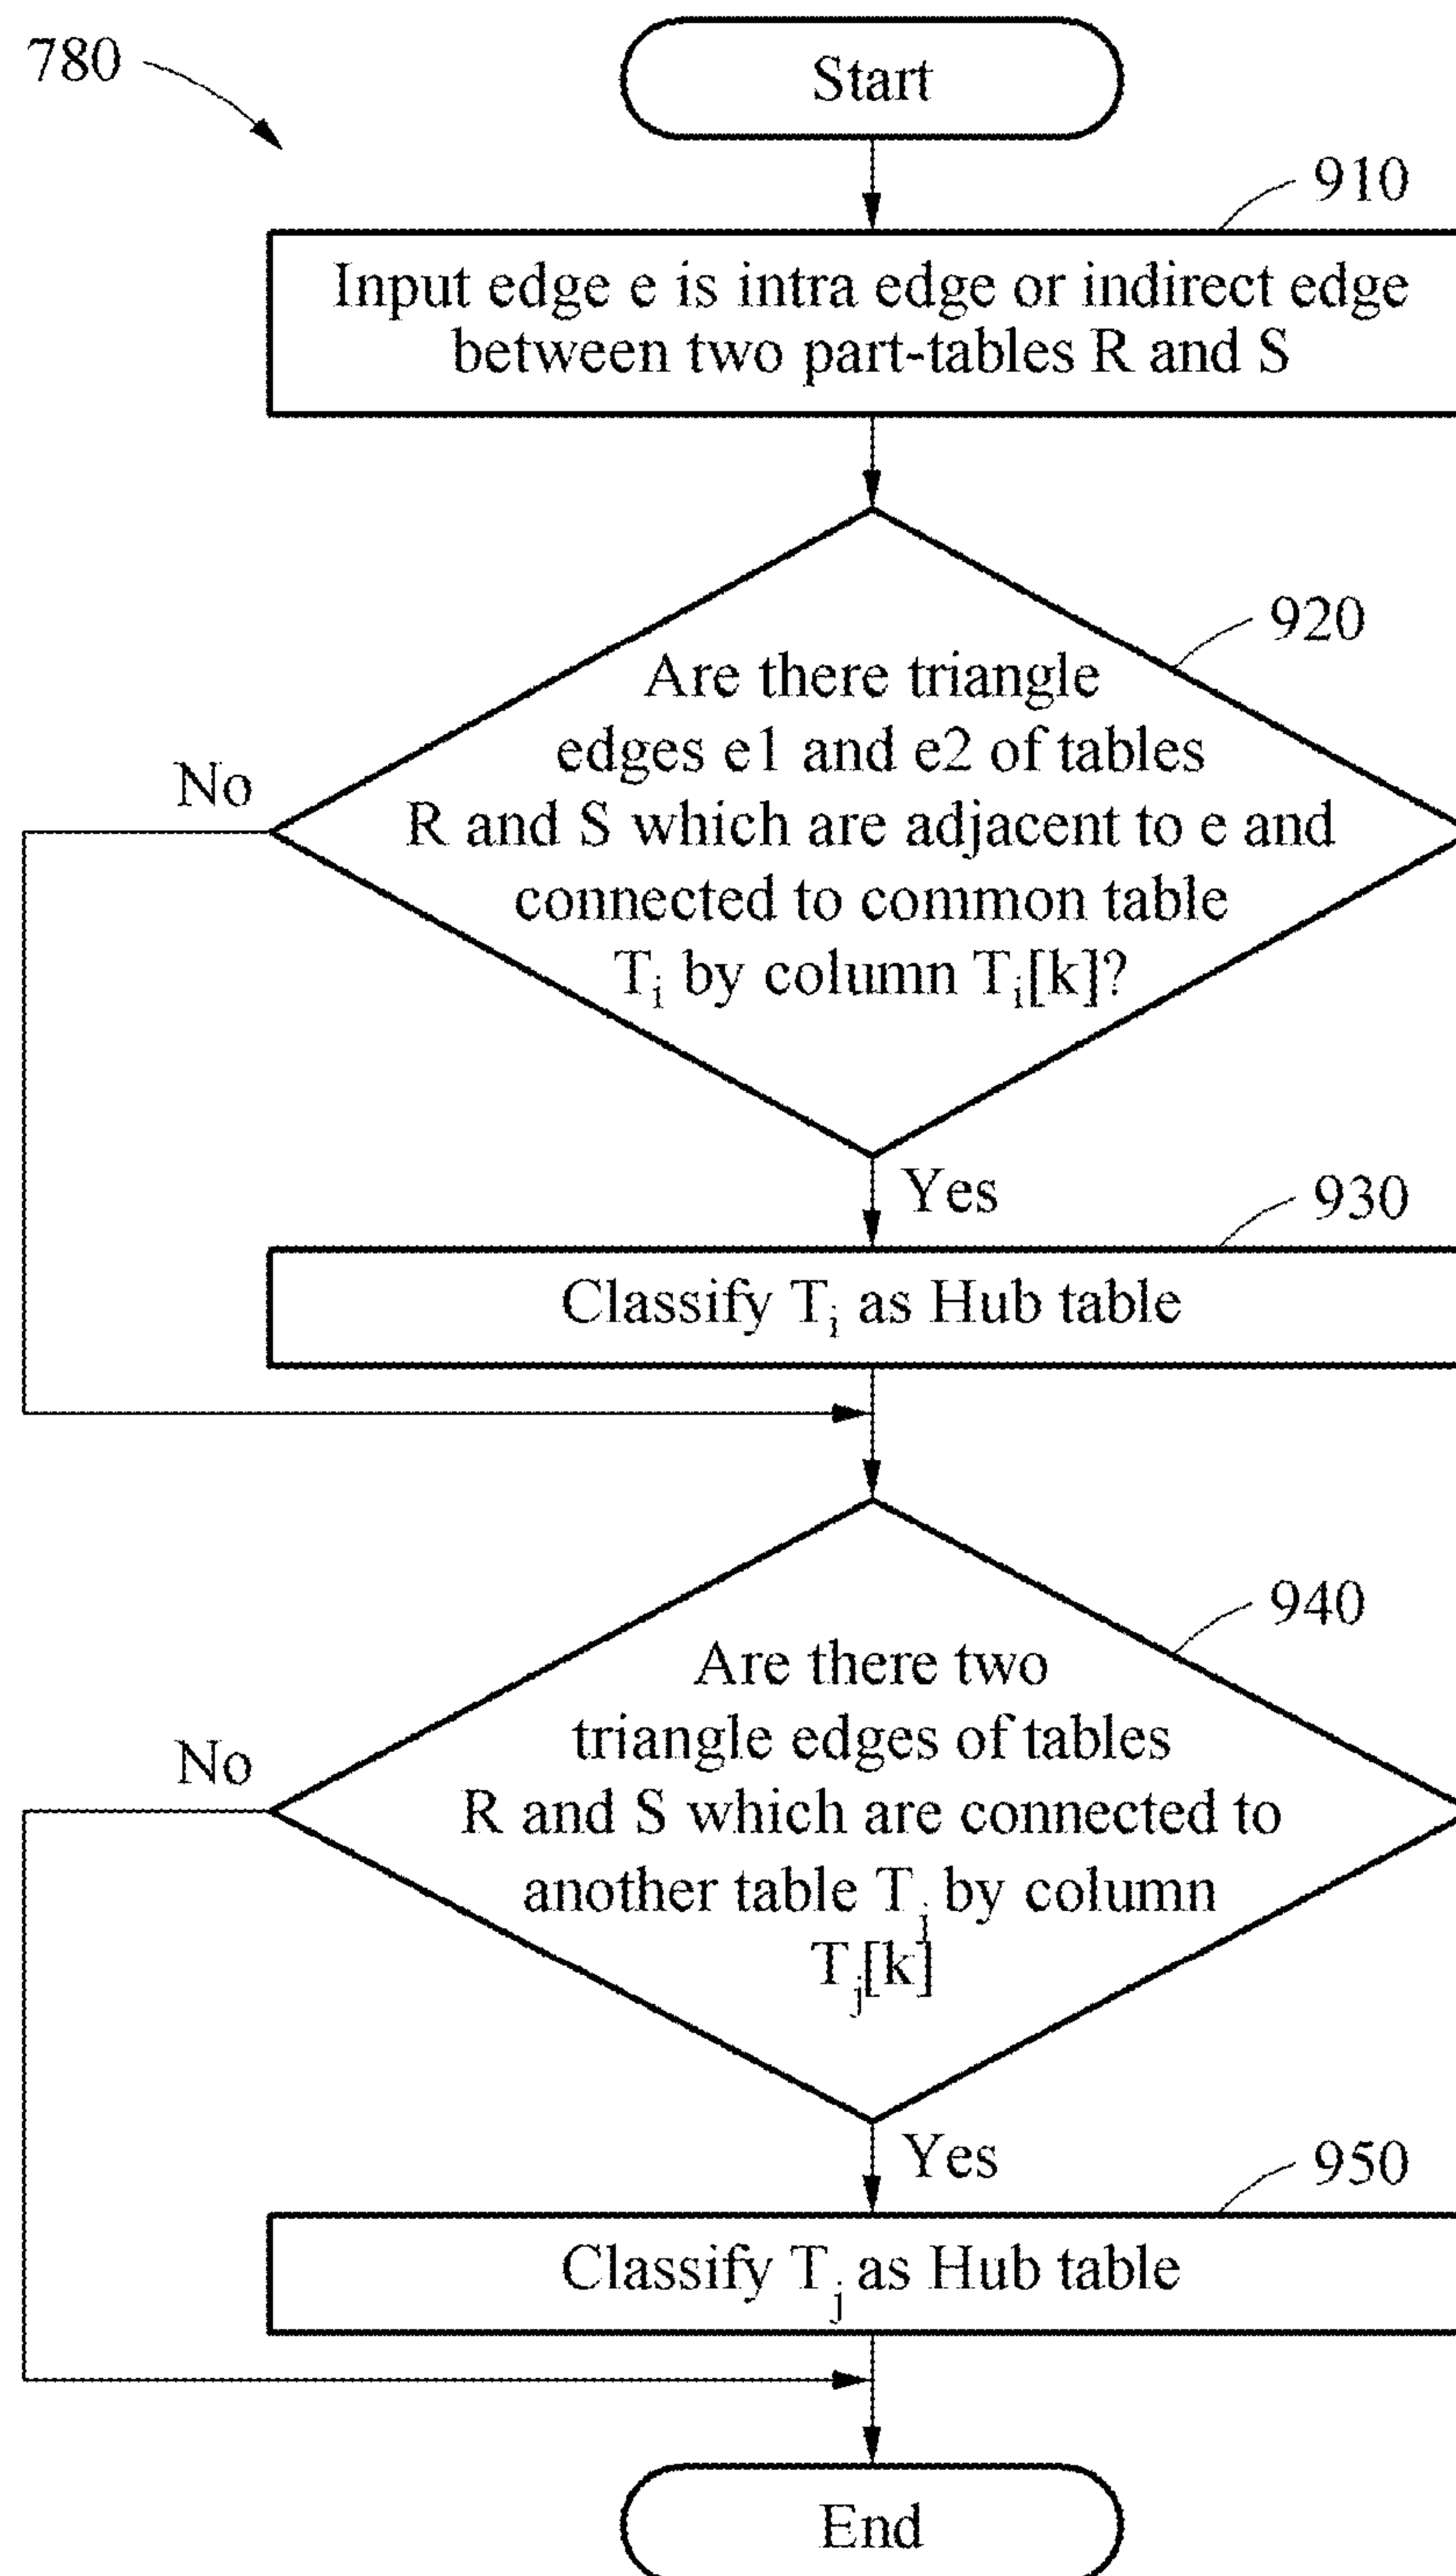 780
Start
910
Input edge e is intra edge or indirect edge
between two part-tables R and S
920
Are there triangle
edges e1 and e2 of tables
R and S which are adjacent to e and
connected to common table
Tᵢ by column Tᵢ[k]?
No
Yes
930
Classify Tᵢ as Hub table
940
Are there two
triangle edges of tables
R and S which are connected to
another table Tⱼ by column
Tⱼ[k]
No
Yes
950
Classify Tⱼ as Hub table
End